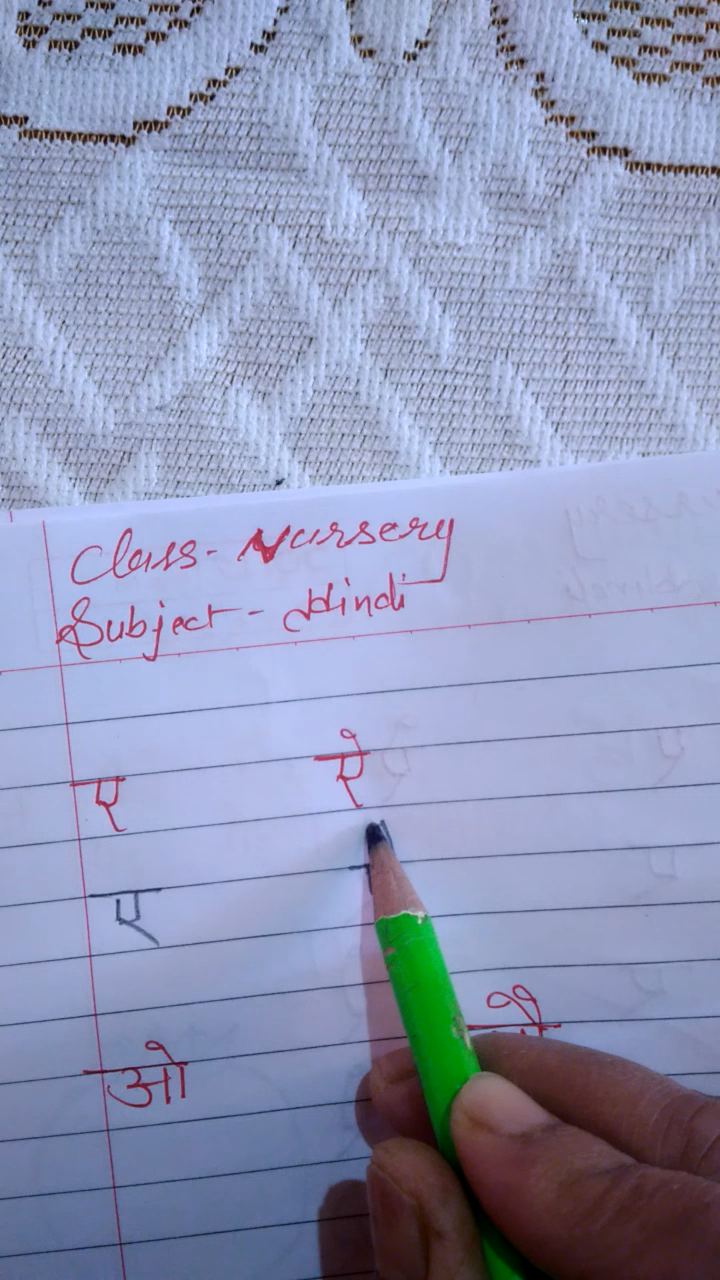 Class - Nursery
Subject - Hindi
ए ऐ
ए
ओ